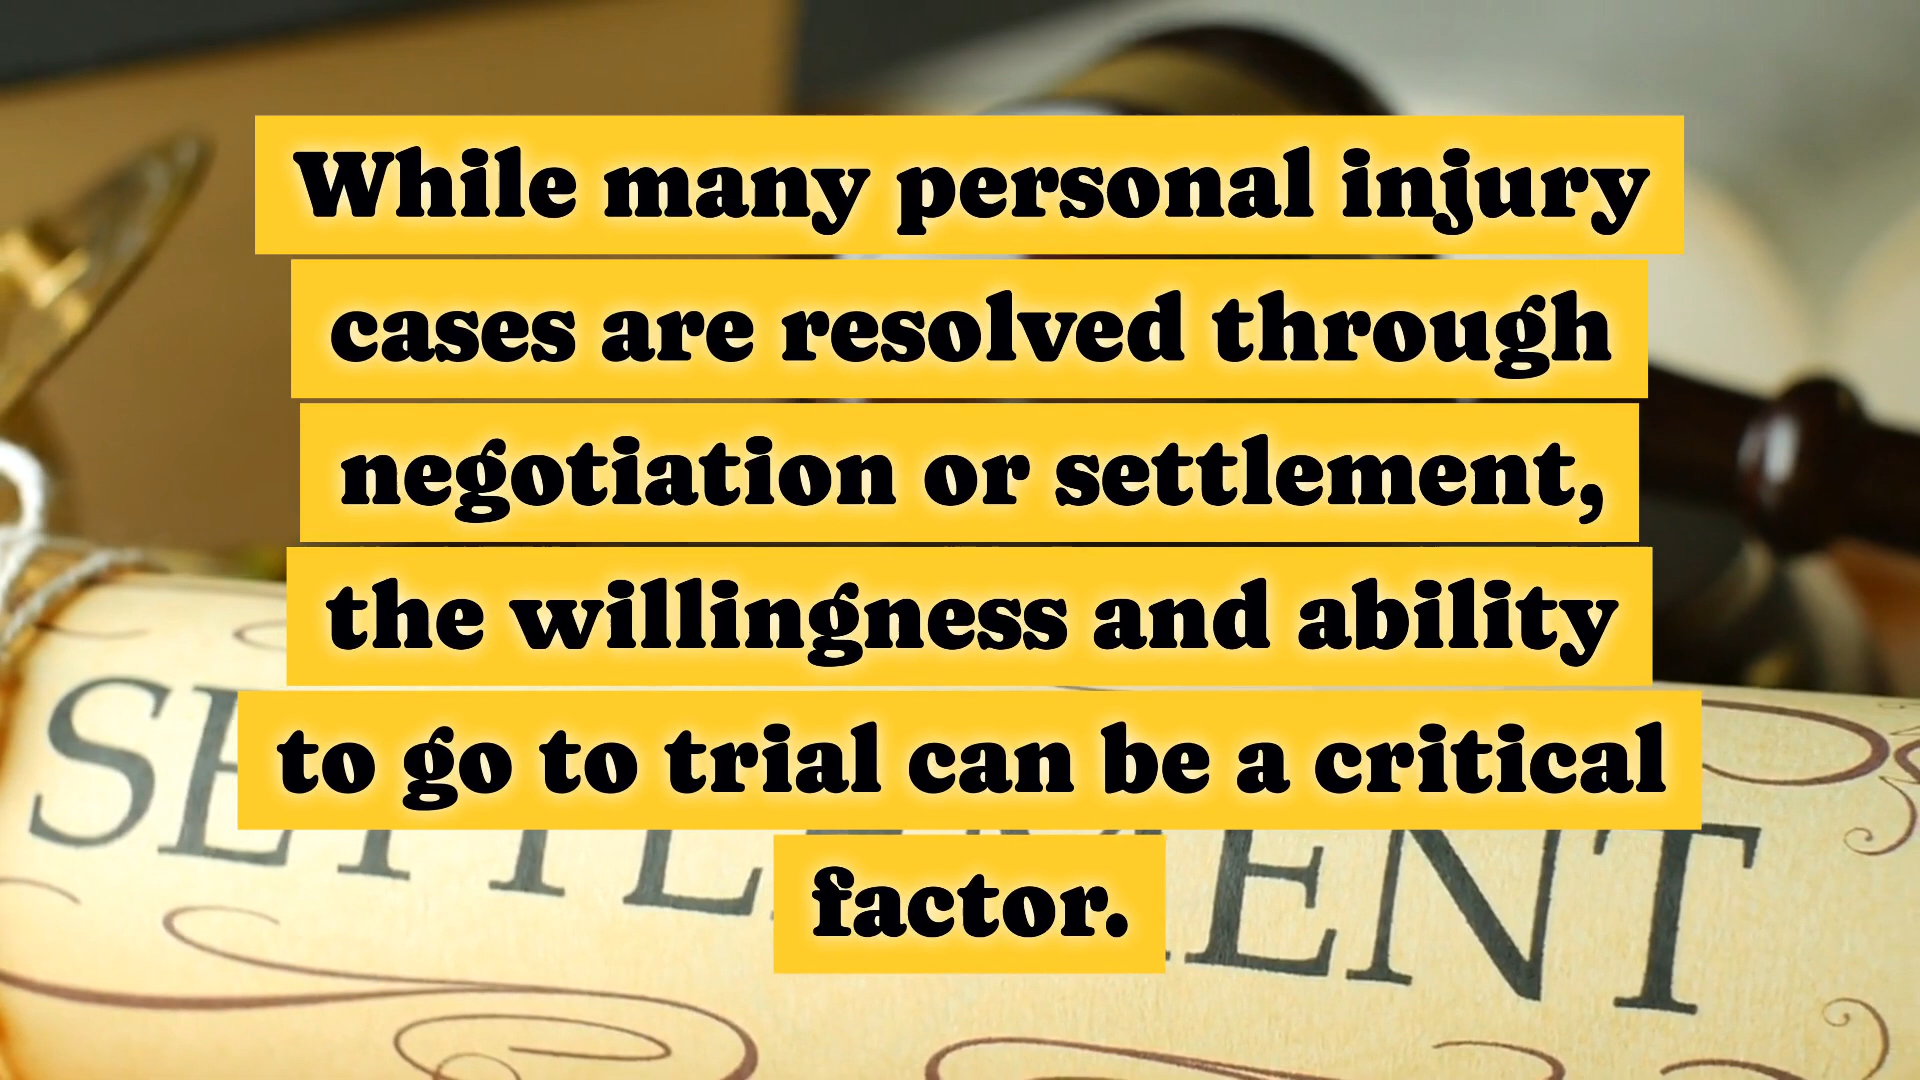 While many personal injury
cases are resolved through
negotiation or settlement,
the willingness and ability
to go to trial can be a critical
factor.
SETTLEMENT